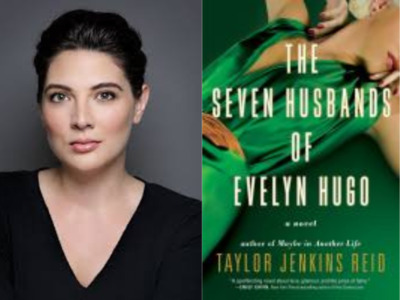 THE
SEVEN HUSBANDS
OF
EVELYN HUGO
a novel
author of Maybe in Another Life
TAYLOR JENKINS REID